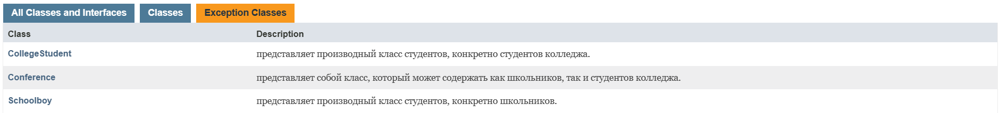 All Classes and Interfaces Classes Exception Classes
Class Description
CollegeStudent представляет производный класс студентов, конкретно студентов колледжа.
Conference представляет собой класс, который может содержать как школьников, так и студентов колледжа.
Schoolboy представляет производный класс студентов, конкретно школьников.